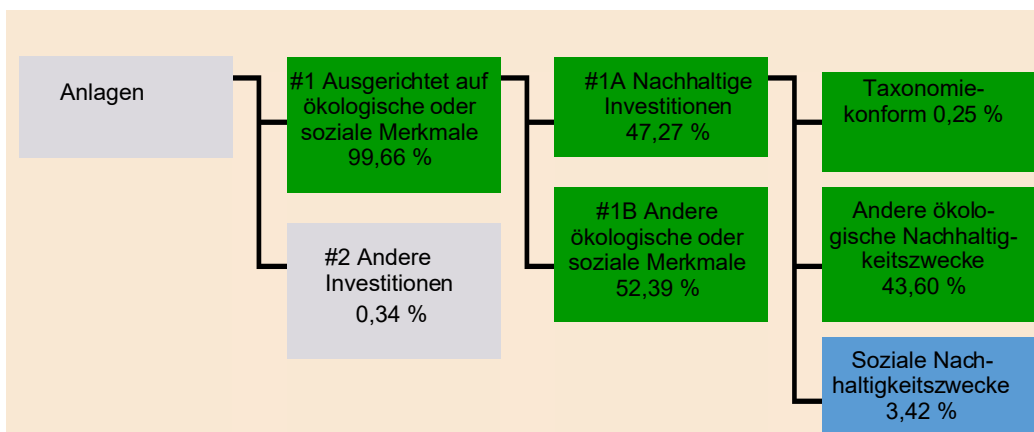 Anlagen
#1 Ausgerichtet auf
ökologische oder
soziale Merkmale
99,66 %
#2 Andere
Investitionen
0,34 %
#1A Nachhaltige
Investitionen
47,27 %
#1B Andere
ökologische oder
soziale Merkmale
52,39 %
Taxonomie-
konform 0,25 %
Andere ökolo-
gische Nachhaltig-
keitszwecke
43,60 %
Soziale Nach-
haltigkeitszwecke
3,42 %